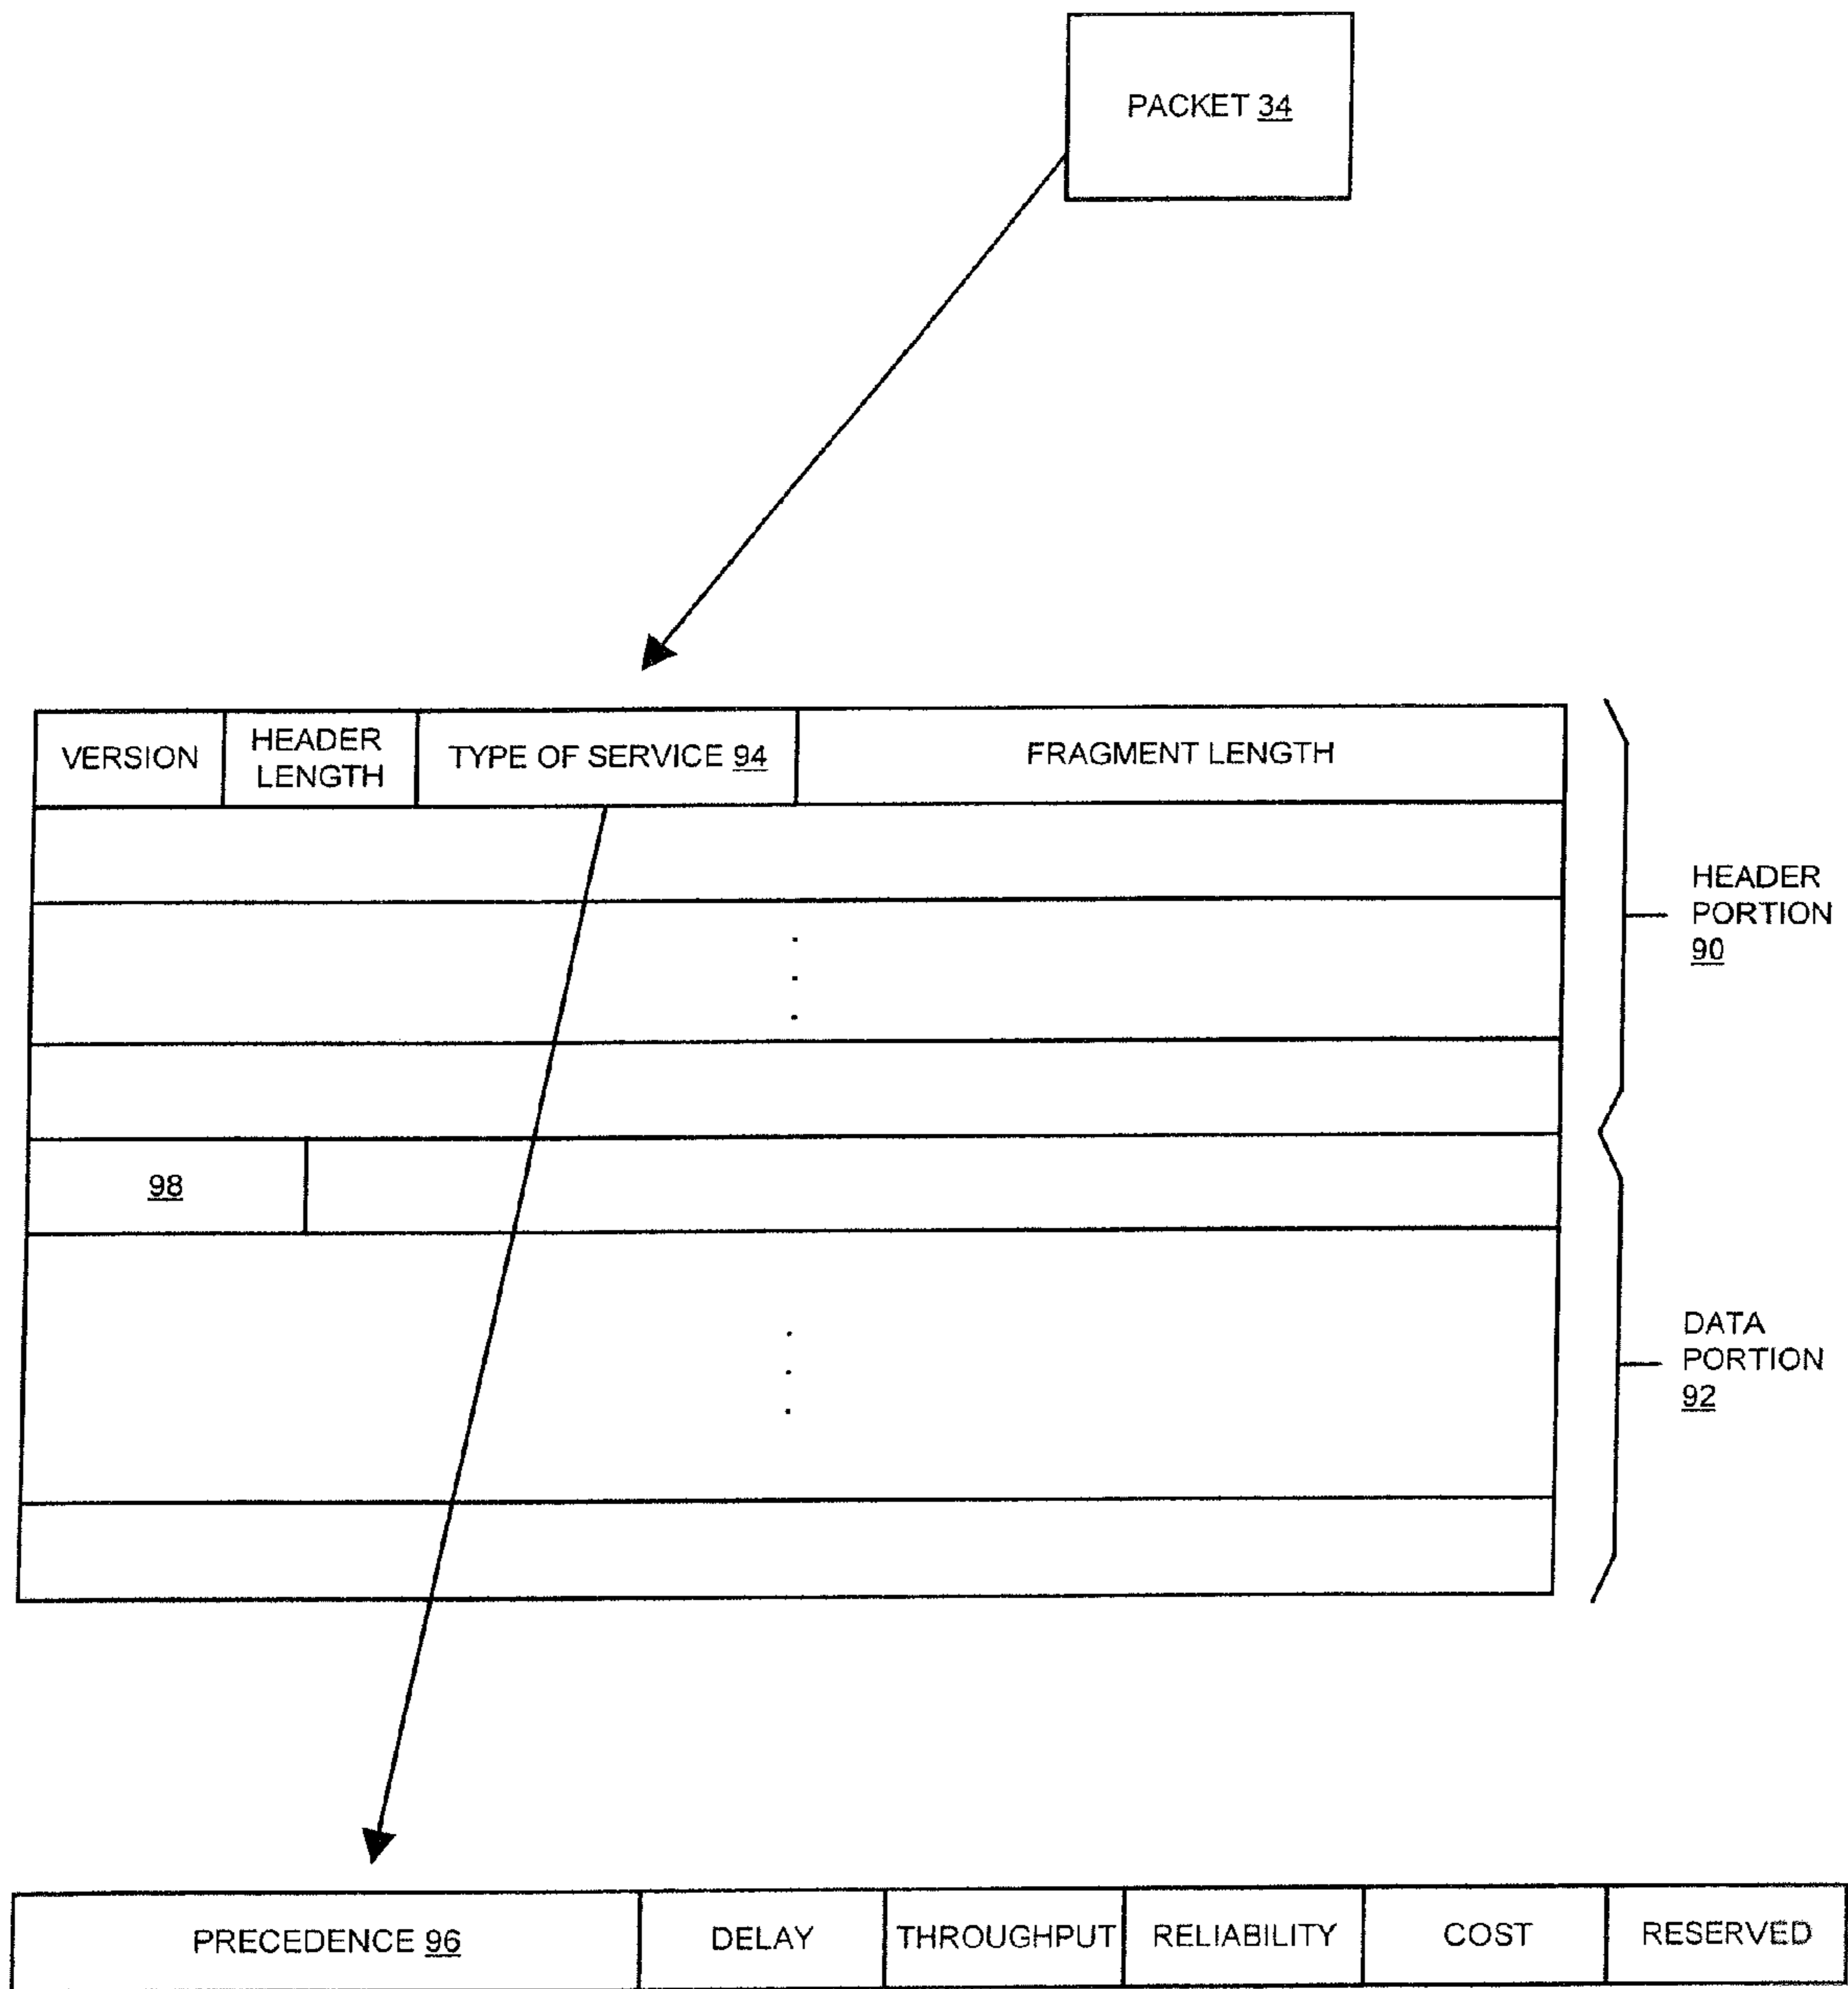 PACKET 34
VERSION
HEADER
LENGTH
TYPE OF SERVICE 94
FRAGMENT LENGTH
HEADER
PORTION
90
98
DATA
PORTION
92
PRECEDENCE 96
DELAY
THROUGHPUT
RELIABILITY
COST
RESERVED